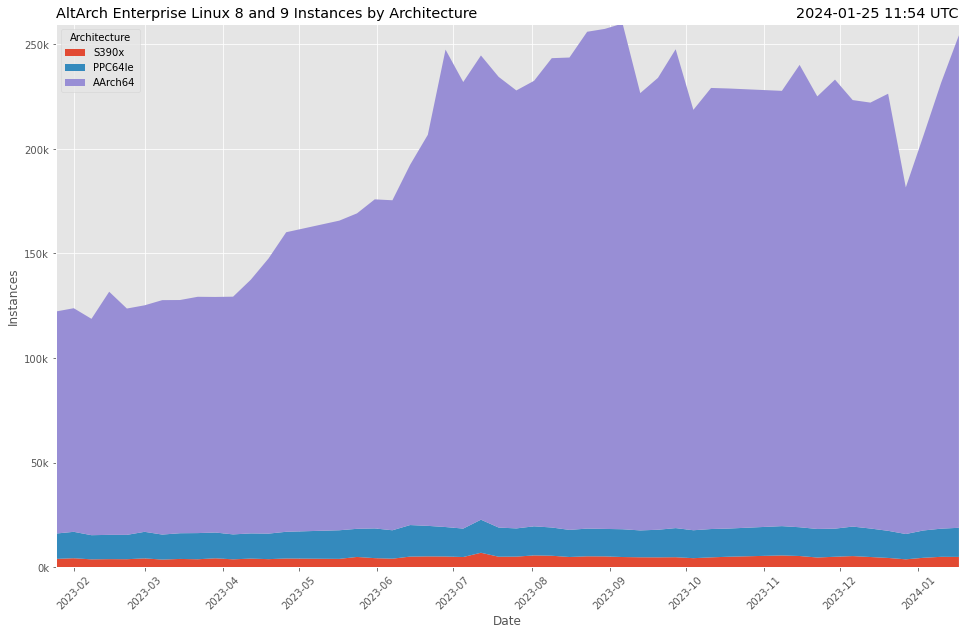 AltArch Enterprise Linux 8 and 9 Instances by Architecture
2024-01-25 11:54 UTC
Architecture
S390x
PPC64le
AArch64
250k
200k
150k
100k
50k
0k
Instances
2023-02
2023-03
2023-04
2023-05
2023-06
2023-07
2023-08
2023-09
2023-10
2023-11
2023-12
2024-01
Date